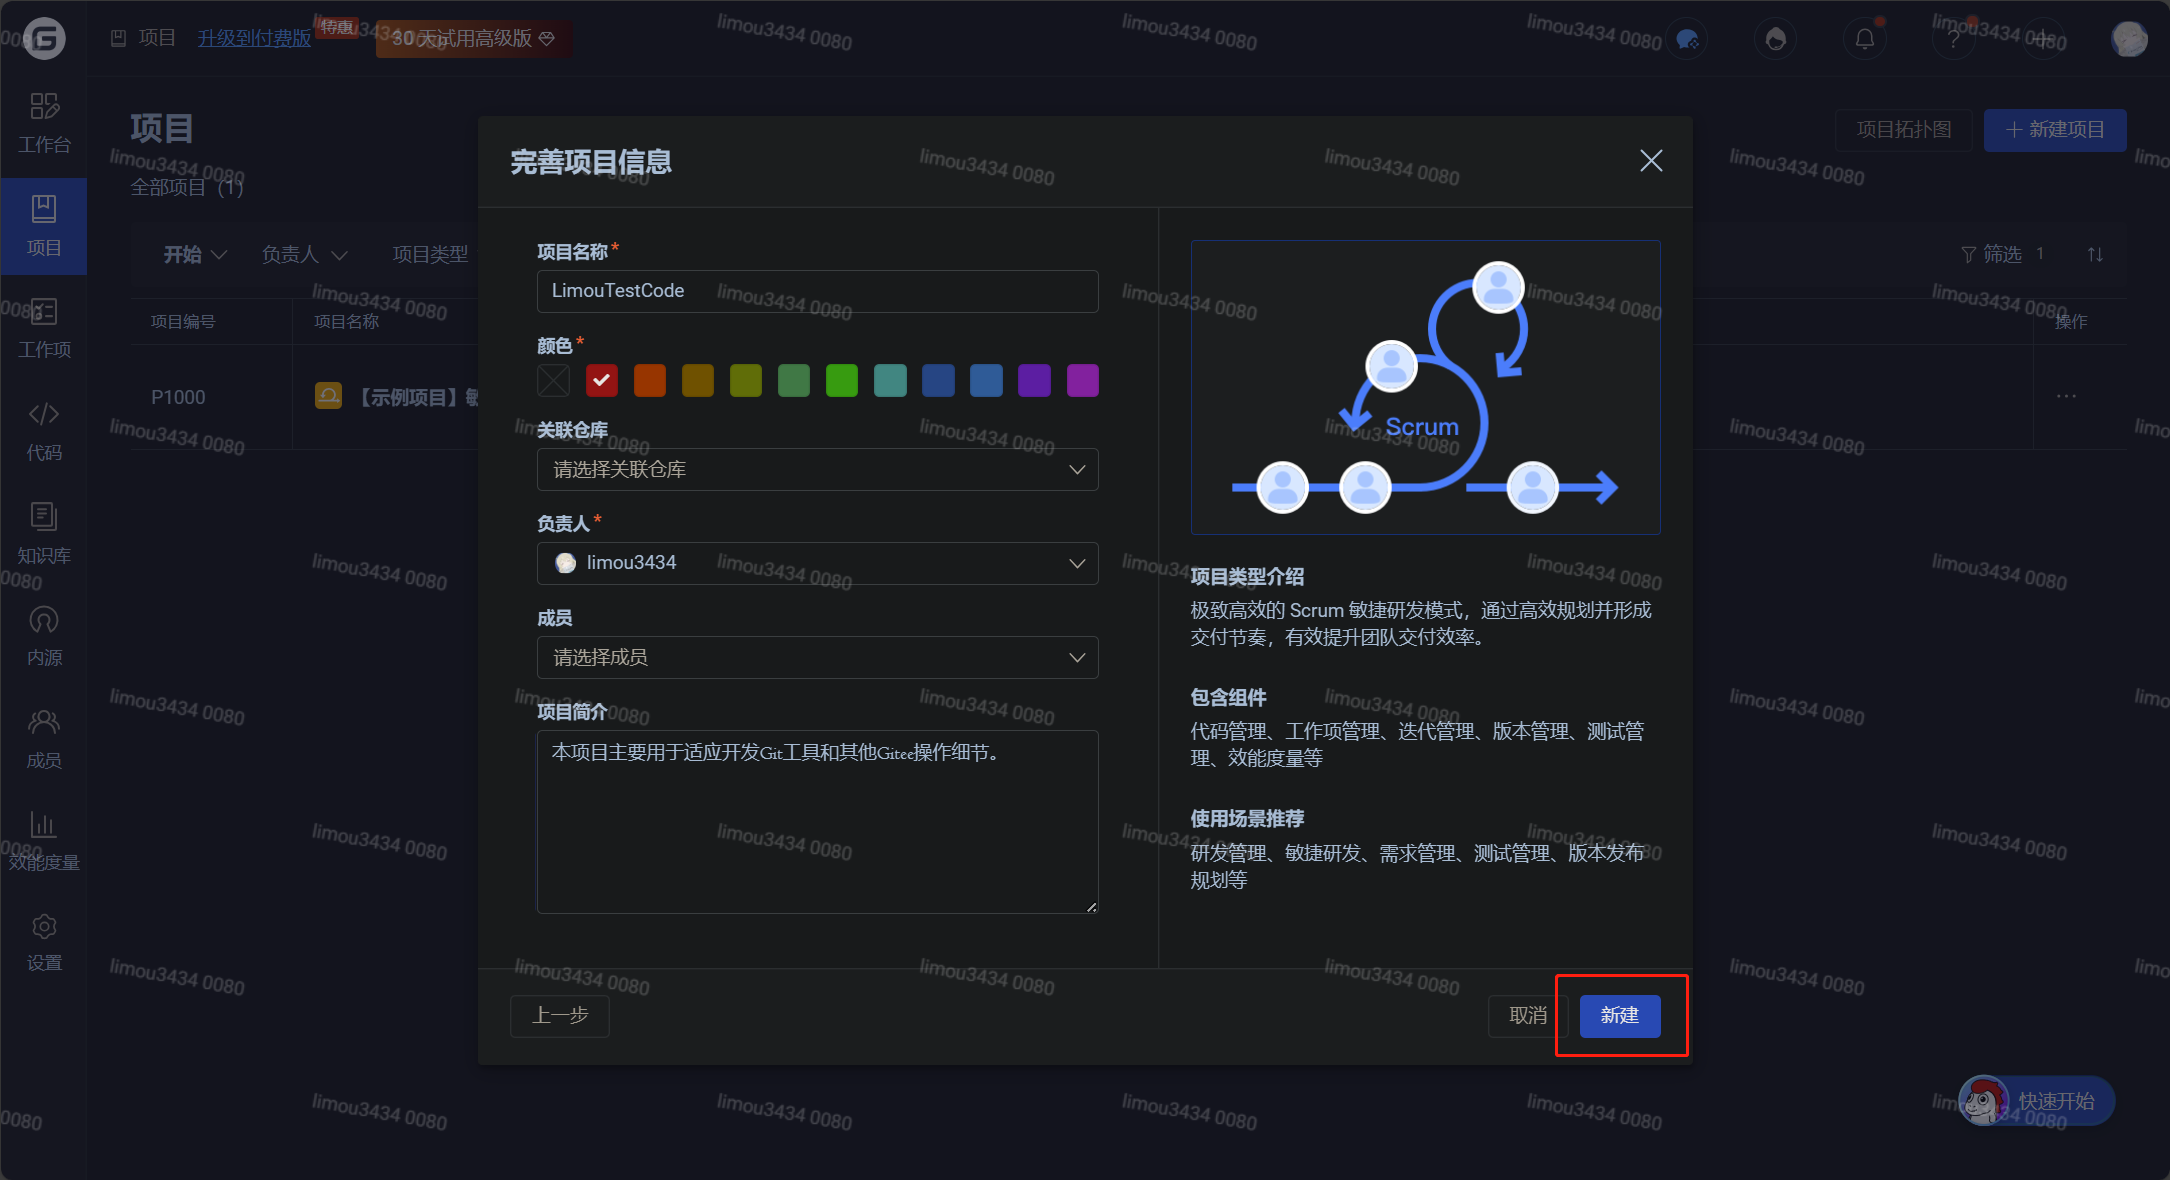 项目 升级到付费版 特惠 30 天试用高级版
工作台
项目
工作项
代码
知识库
内源
成员
效能度量
设置
项目
全部项目 (1)
项目拓扑图 新建项目
开始 负责人 项目类型 筛选 1
项目编号 项目名称 操作
P1000 【示例项目】敏 ...
完善项目信息
项目名称*
LimouTestCode
颜色*
关联仓库
请选择关联仓库
负责人*
limou3434
成员
请选择成员
项目简介
本项目主要用于适应开发Git工具和其他Gitee操作细节。
Scrum
项目类型介绍
极致高效的 Scrum 敏捷研发模式，通过高效规划并形成
交付节奏，有效提升团队交付效率。
包含组件
代码管理、工作项管理、迭代管理、版本管理、测试管
理、效能度量等
使用场景推荐
研发管理、敏捷研发、需求管理、测试管理、版本发布
规划等
上一步 取消 新建
快速开始
limou3434 0080